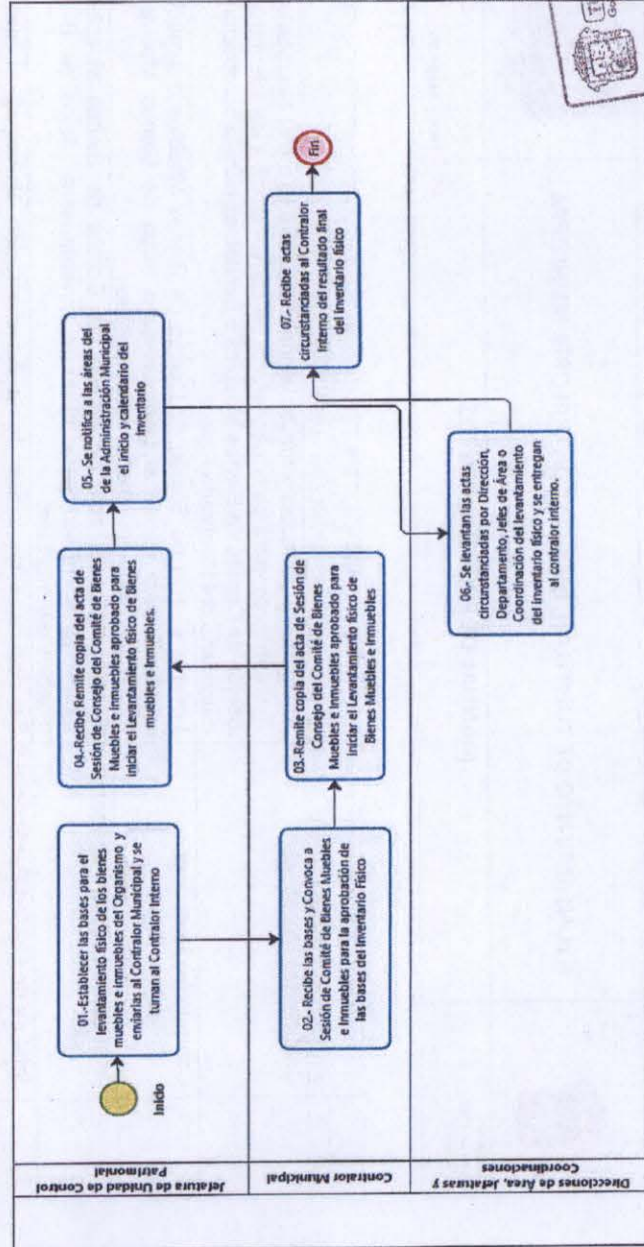 Jefatura de Unidad de Control
Patrimonial
Inicio
01.-Establecer las bases para el
levantamiento físico de los bienes
muebles e inmuebles del Organismo y
enviarlas al Contralor Municipal y se
turnan al Contralor Interno
04.-Recibe Remite copia del acta de
Sesión de Consejo del Comité de Bienes
Muebles e Inmuebles aprobado para
iniciar el Levantamiento físico de Bienes
muebles e Inmuebles.
05.- Se notifica a las áreas del
de la Administración Municipal
el inicio y calendario del
inventario
Contralor Municipal
02.- Recibe las bases y Convoca a
Sesión de Comité de Bienes Muebles
e Inmuebles para la aprobación de
las bases del Inventario Físico
03.-Remite copia del acta de Sesión de
Consejo del Comité de Bienes
Muebles e Inmuebles aprobado para
iniciar el Levantamiento físico de
Bienes Muebles e Inmuebles
07.- Recibe actas
circunstanciadas al Contralor
Interno del resultado final
del Inventario físico
Fin
Direcciones de Área, Jefaturas y
Coordinaciones
06.- Se levantan las actas
circunstanciadas por Dirección,
Departamento, Jefes de Área o
Coordinación del levantamiento
del Inventario físico y se entregan
al contralor interno.